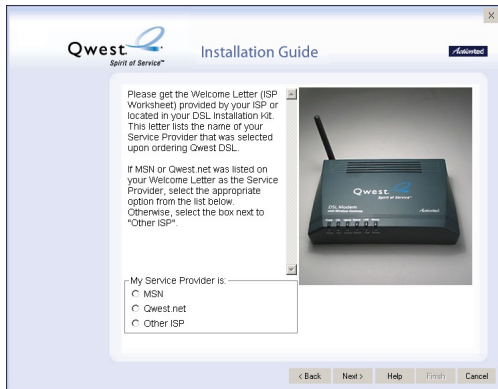 X
Qwest
Spirit of Service™
Installation Guide
Actiontec
Please get the Welcome Letter (ISP
Worksheet) provided by your ISP or
located in your DSL Installation Kit.
This letter lists the name of your
Service Provider that was selected
upon ordering Qwest DSL.
If MSN or Qwest.net was listed on
your Welcome Letter as the Service
Provider, select the appropriate
option from the list below.
Otherwise, select the box next to
"Other ISP".
Qwest
Spirit of Service
DSL Modem
Actiontec
My Service Provider is:
MSN
Qwest.net
Other ISP
< Back
Next >
Help
Finish
Cancel